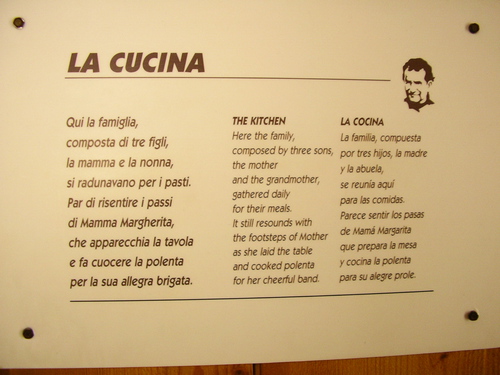 LA CUCINA
Qui la famiglia,
composta di tre figli,
la mamma e la nonna,
si radunavano per i pasti.
Par di risentire i passi
di Mamma Margherita,
che apparecchia la tavola
e fa cuocere la polenta
per la sua allegra brigata.
THE KITCHEN
Here the family,
composed by three sons,
the mother
and the grandmother,
gathered daily
for their meals.
It still resounds with
the footsteps of Mother
as she laid the table
and cooked polenta
for her cheerful band.
LA COCINA
La familia, compuesta
por tres hijos, la madre
y la abuela,
se reunía aquí
para las comidas.
Parece sentir los pasas
de Mamá Margarita
que prepara la mesa
y cocina la polenta
para su alegre prole.